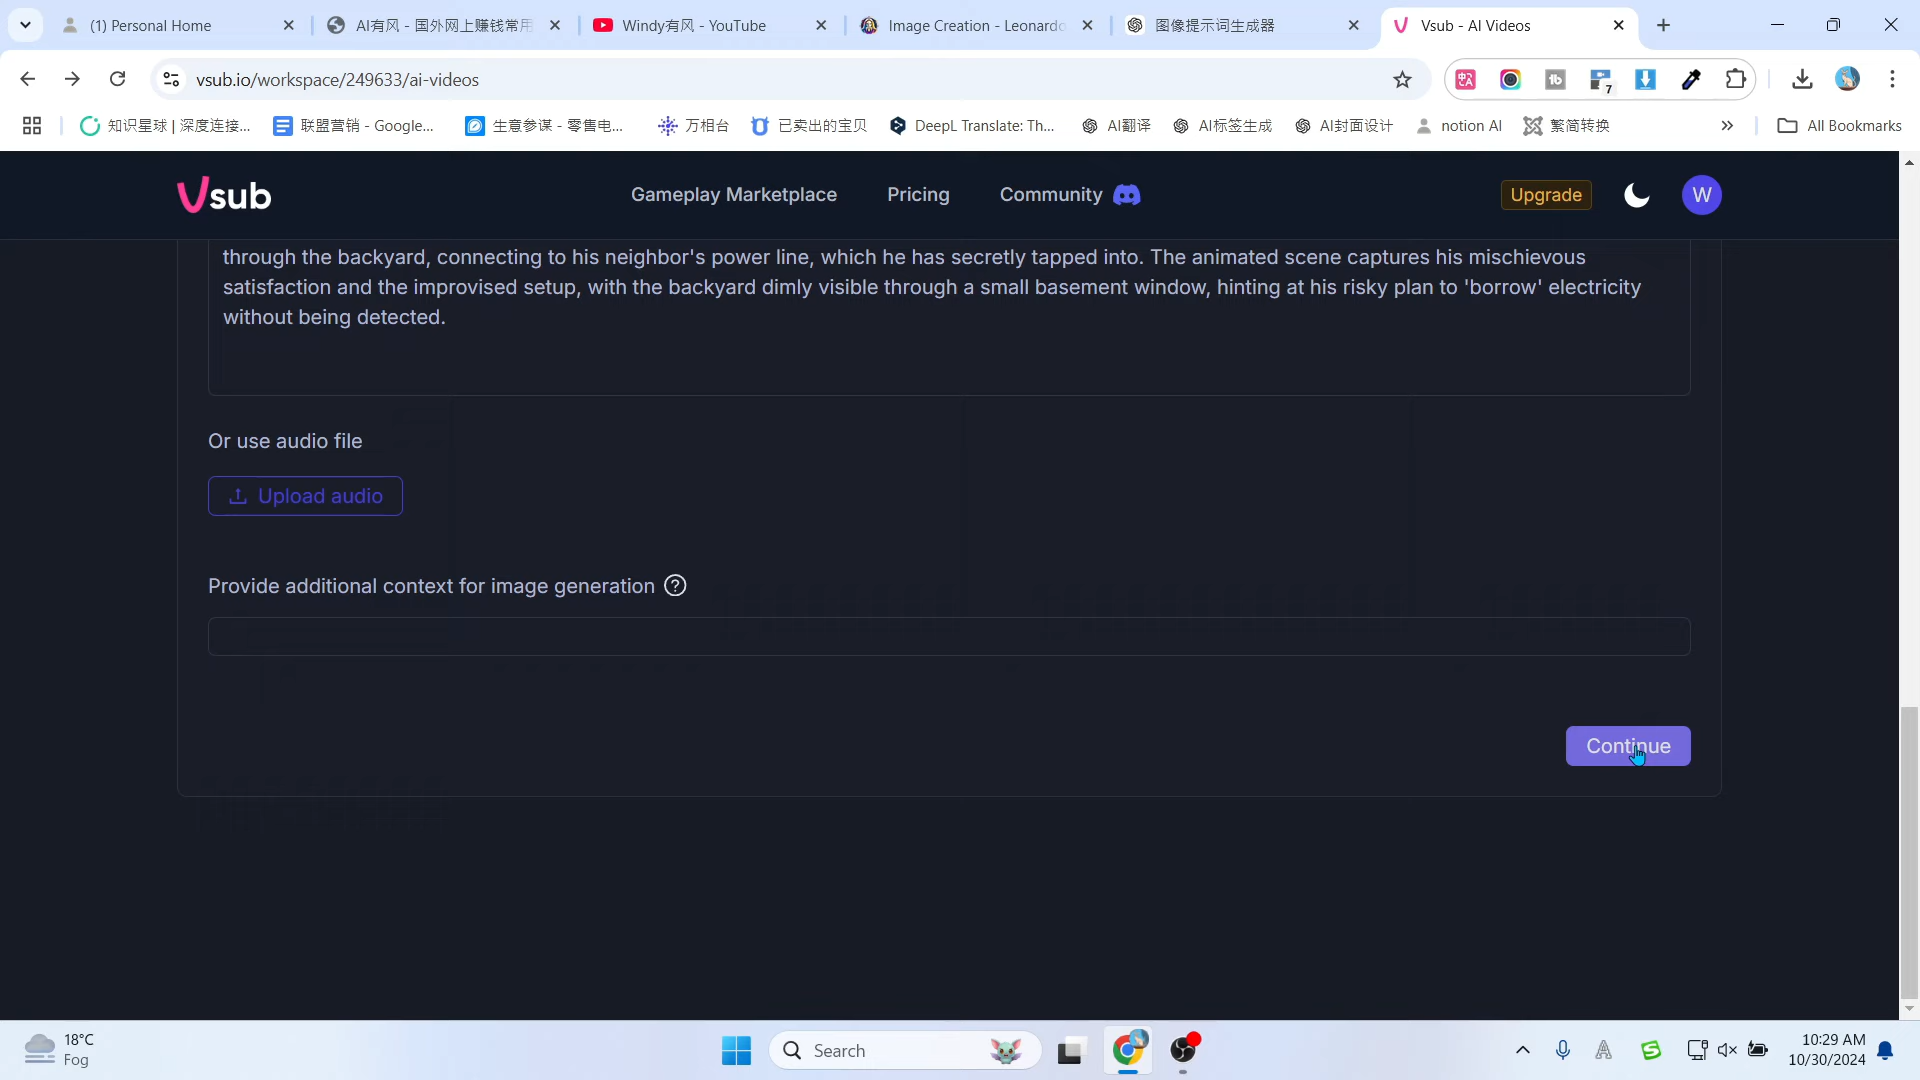 (1) Personal Home
AI有风 - 国外网上赚钱常用
Windy有风 - YouTube
Image Creation - Leonardo
图像提示词生成器
Vsub - AI Videos
vsub.io/workspace/249633/ai-videos
7
知识星球 | 深度连接...
联盟营销 - Google...
生意参谋 - 零售电...
万相台
已卖出的宝贝
DeepL Translate: Th...
AI翻译
AI标签生成
AI封面设计
notion AI
繁简转换
All Bookmarks
Vsub
Gameplay Marketplace
Pricing
Community
Upgrade
W
through the backyard, connecting to his neighbor's power line, which he has secretly tapped into. The animated scene captures his mischievous
satisfaction and the improvised setup, with the backyard dimly visible through a small basement window, hinting at his risky plan to 'borrow' electricity
without being detected.
Or use audio file
Upload audio
Provide additional context for image generation
Continue
18°C
Fog
Search
10:29 AM
10/30/2024